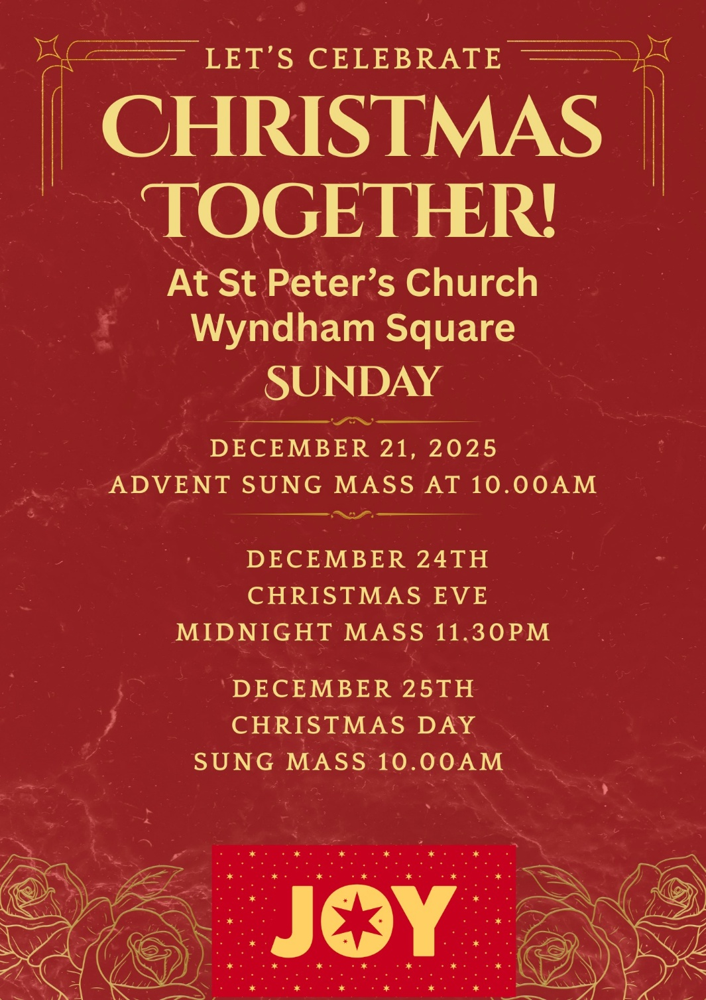 LET'S CELEBRATE
CHRISTMAS
TOGETHER!
At St Peter's Church
Wyndham Square
SUNDAY
DECEMBER 21, 2025
ADVENT SUNG MASS AT 10.00AM
DECEMBER 24TH
CHRISTMAS EVE
MIDNIGHT MASS 11.30PM
DECEMBER 25TH
CHRISTMAS DAY
SUNG MASS 10.00AM
JOY